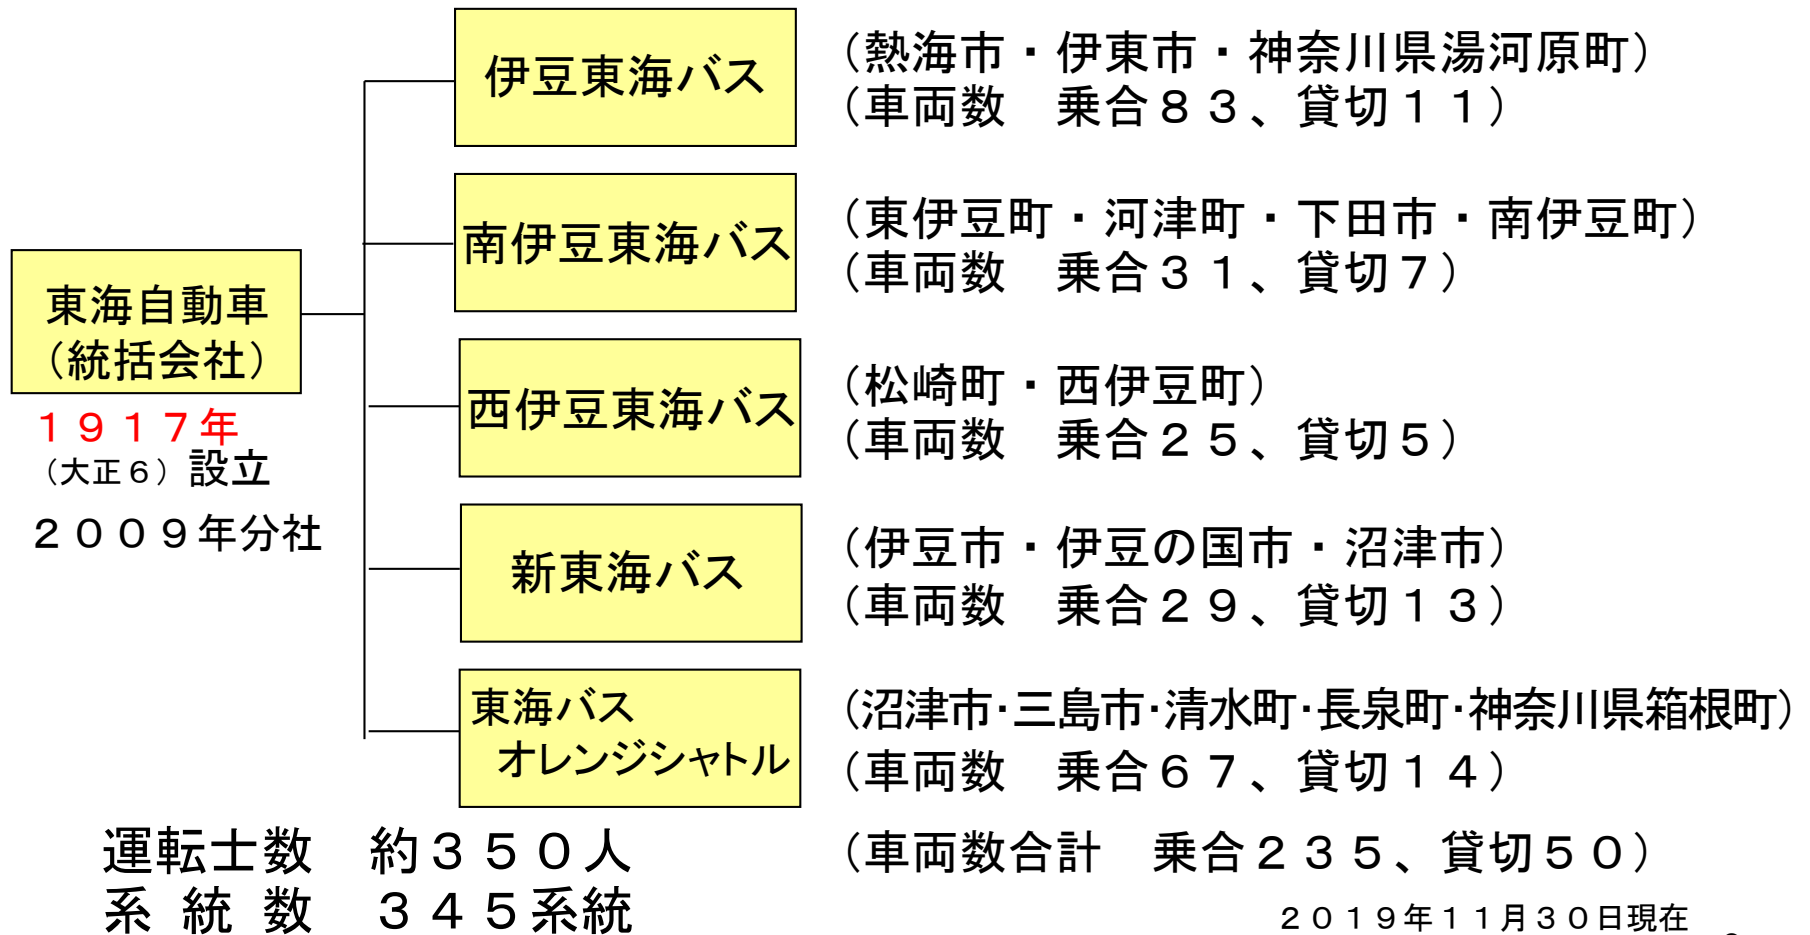 伊豆東海バス
（熱海市・伊東市・神奈川県湯河原町）
（車両数　乗合８３、貸切１１）
南伊豆東海バス
（東伊豆町・河津町・下田市・南伊豆町）
（車両数　乗合３１、貸切７）
東海自動車
（統括会社）
１９１７年
（大正６）設立
２００９年分社
西伊豆東海バス
（松崎町・西伊豆町）
（車両数　乗合２５、貸切５）
新東海バス
（伊豆市・伊豆の国市・沼津市）
（車両数　乗合２９、貸切１３）
東海バス
オレンジシャトル
（沼津市・三島市・清水町・長泉町・神奈川県箱根町）
（車両数　乗合６７、貸切１４）
運転士数　約３５０人
系 統 数　３４５系統
（車両数合計　乗合２３５、貸切５０）
２０１９年１１月３０日現在